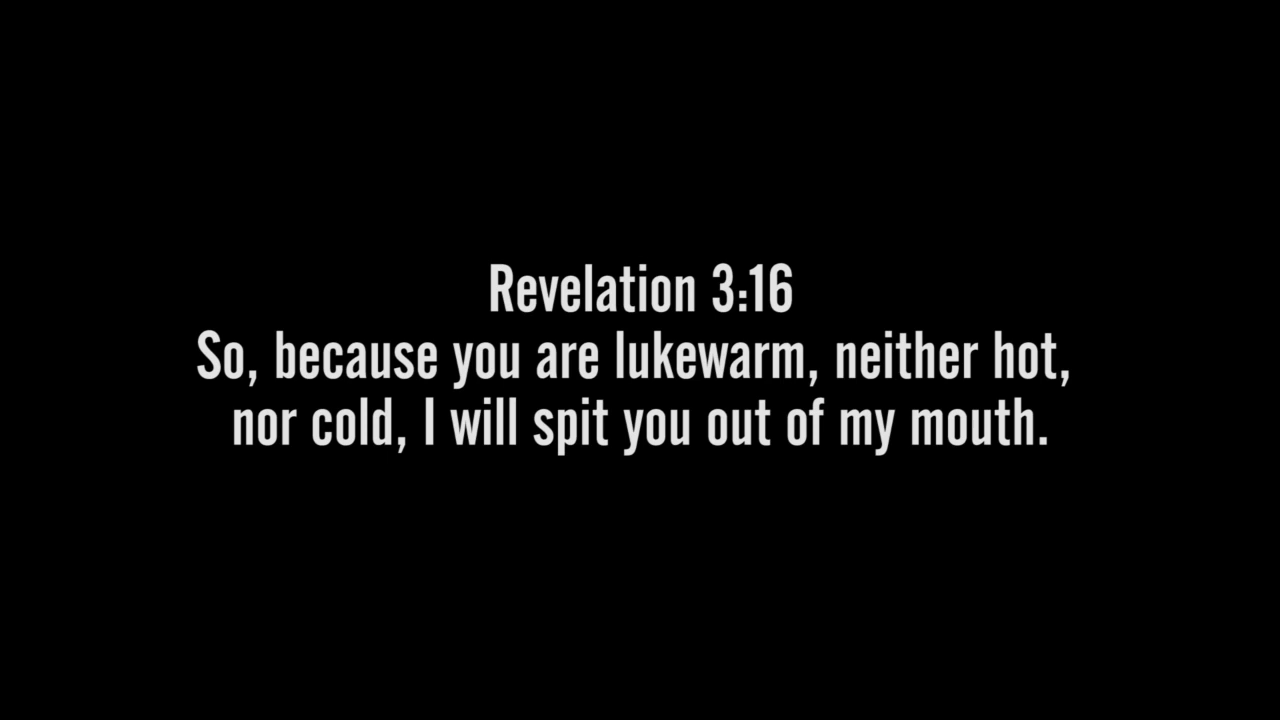 Revelation 3:16
So, because you are lukewarm, neither hot,
nor cold, I will spit you out of my mouth.